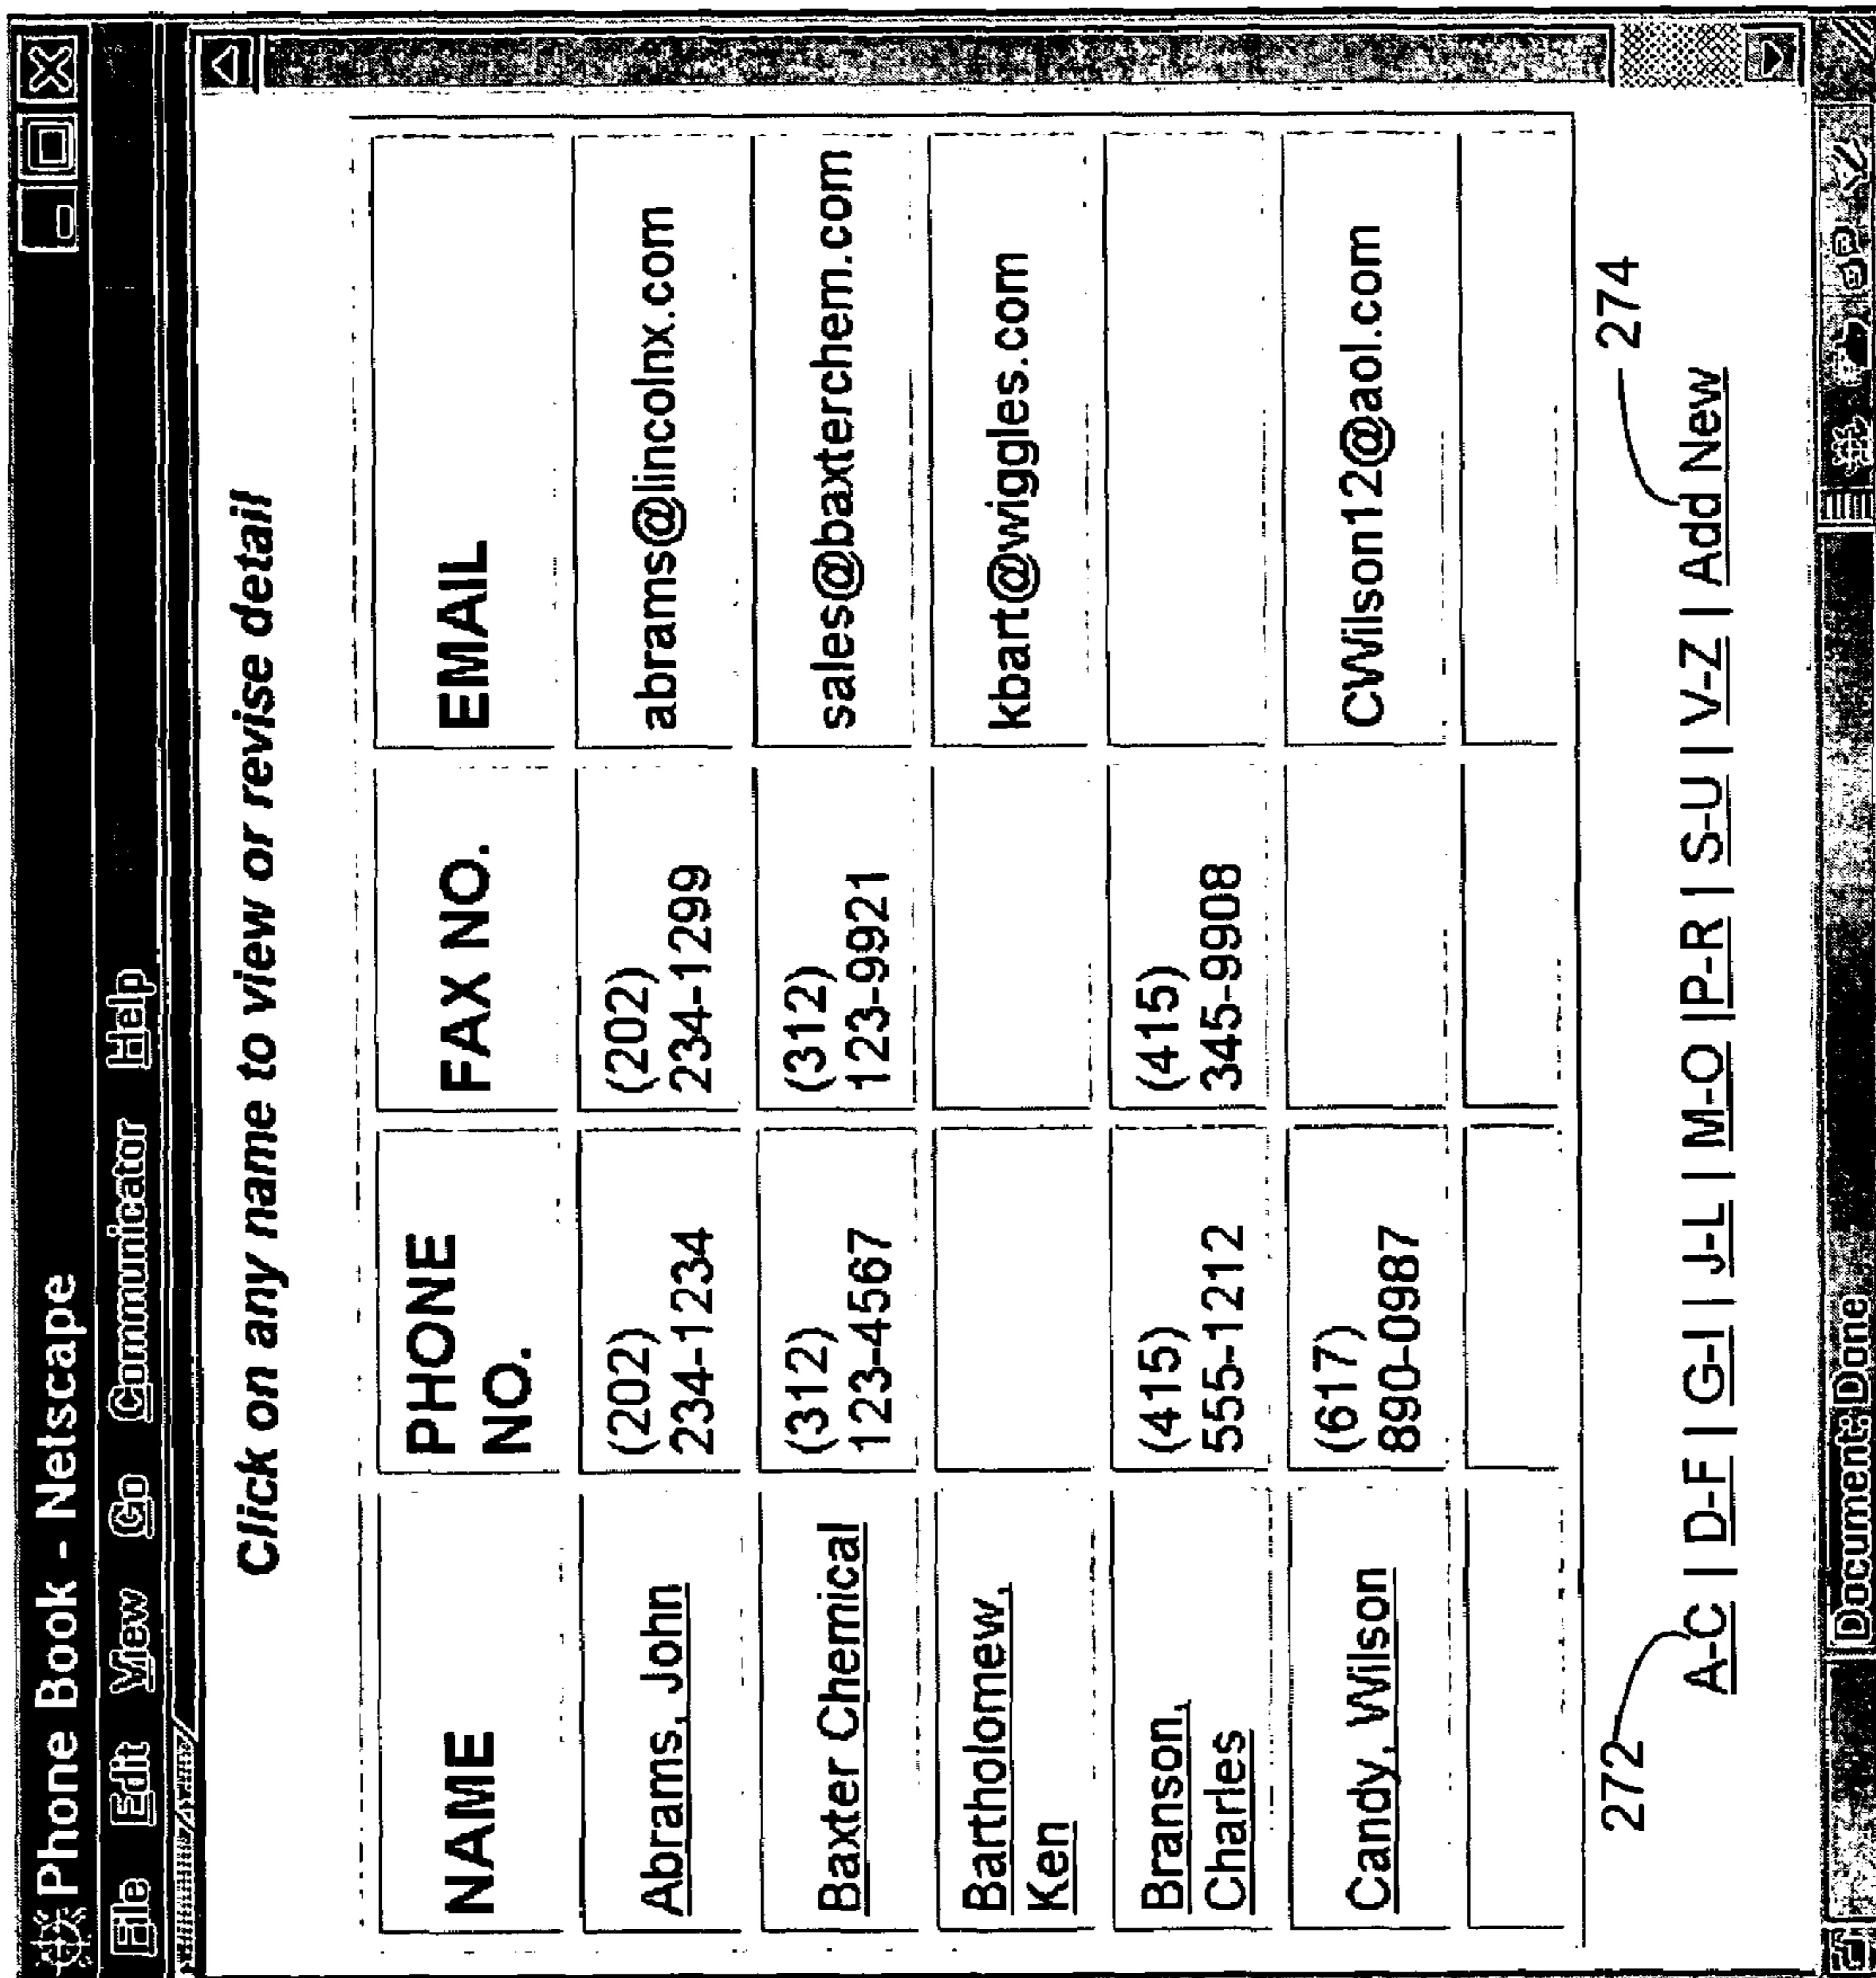 Phone Book - Netscape
File Edit View Go Communicator Help
Click on any name to view or revise detail
NAME PHONE NO. FAX NO. EMAIL
Abrams, John (202) 234-1234 (202) 234-1299 abrams@lincolnx.com
Baxter Chemical (312) 123-4567 (312) 123-9921 sales@baxterchem.com
Bartholomew, Ken kbart@wiggles.com
Branson, Charles (415) 555-1212 (415) 345-9908
Candy, Wilson (617) 890-0987 CWilson12@aol.com
272 274
A-C | D-F | G-I | J-L | M-O | P-R | S-U | V-Z | Add New
Document: Done